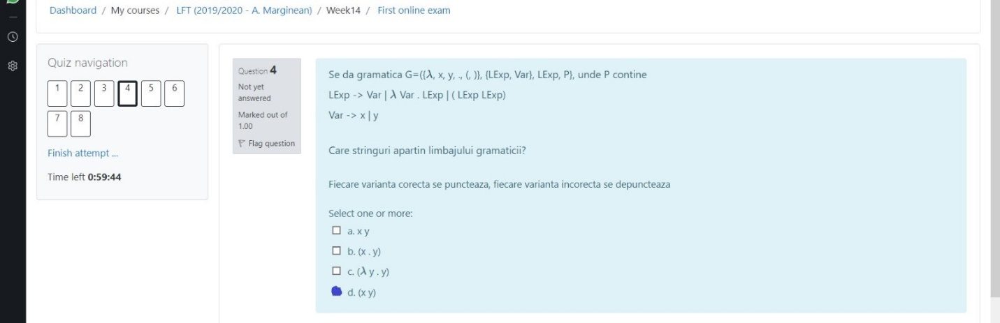 Dashboard / My courses / LFT (2019/2020 - A. Marginean) / Week14 / First online exam
Quiz navigation
1 2 3 4 5 6
7 8
Finish attempt ...
Time left 0:59:44
Question 4
Not yet
answered
Marked out of
1.00
Flag question
Se da gramatica G=({λ, x, y, ., (, )}, {LExp, Var}, LExp, P}, unde P contine
LExp -> Var | λ Var . LExp | ( LExp LExp)
Var -> x | y
Care stringuri apartin limbajului gramaticii?
Fiecare varianta corecta se puncteaza, fiecare varianta incorecta se depuncteaza
Select one or more:
a. x y
b. (x . y)
c. (λ y . y)
d. (x y)